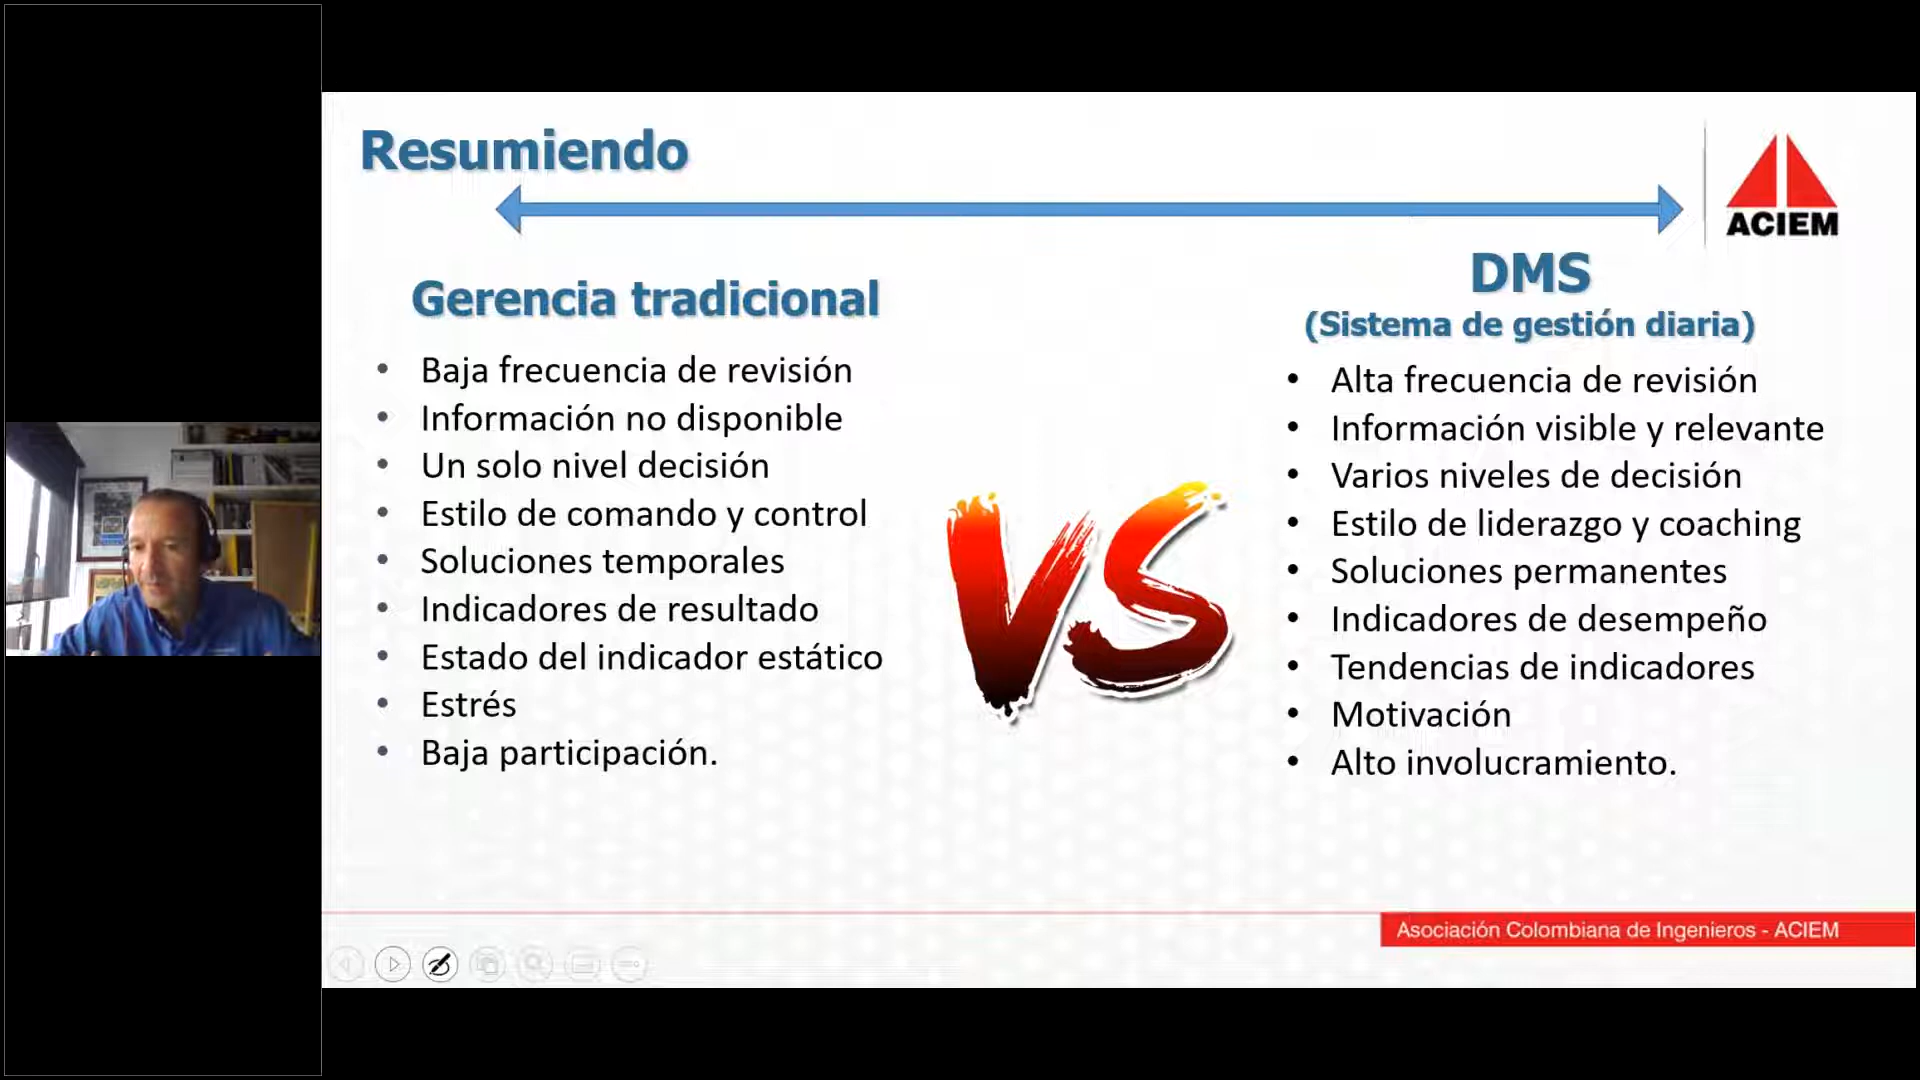 Resumiendo
ACIEM
Gerencia tradicional
• Baja frecuencia de revisión
• Información no disponible
• Un solo nivel decisión
• Estilo de comando y control
• Soluciones temporales
• Indicadores de resultado
• Estado del indicador estático
• Estrés
• Baja participación.
VS
DMS
(Sistema de gestión diaria)
• Alta frecuencia de revisión
• Información visible y relevante
• Varios niveles de decisión
• Estilo de liderazgo y coaching
• Soluciones permanentes
• Indicadores de desempeño
• Tendencias de indicadores
• Motivación
• Alto involucramiento.
Asociación Colombiana de Ingenieros - ACIEM